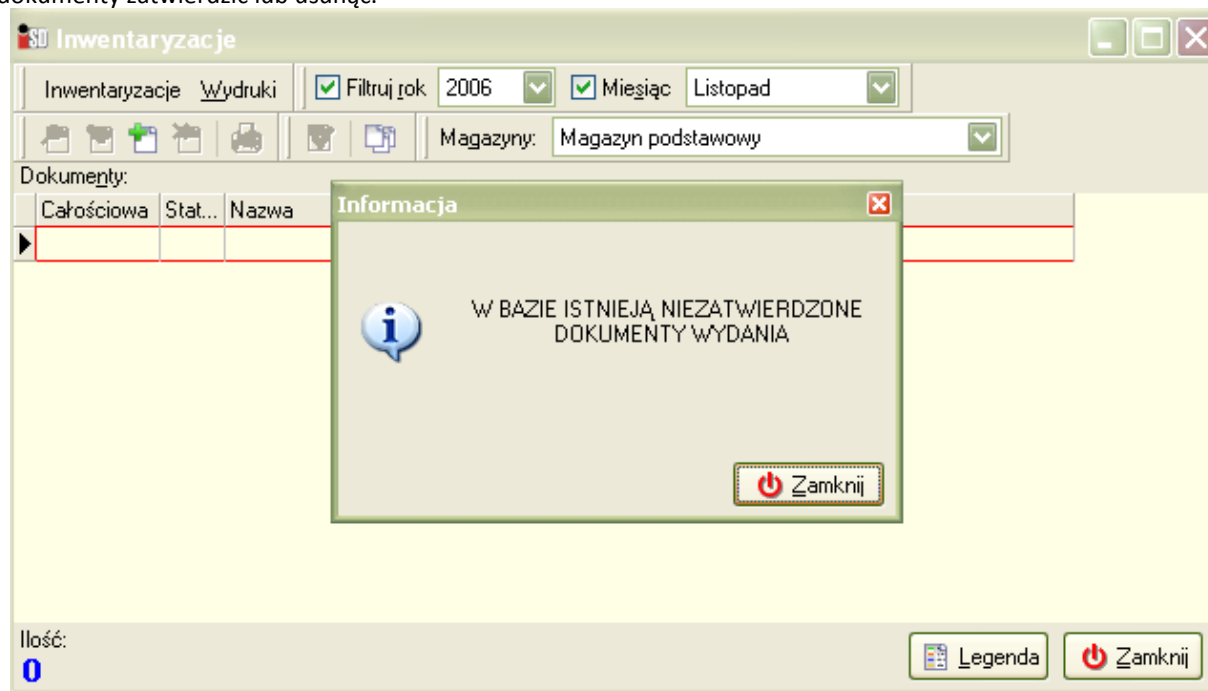 dokumenty zatwierdzić lub usunąć.
iSD Inwentaryzacje
Inwentaryzacje Wydruki Filtruj rok 2006 Miesiąc Listopad
Magazyny: Magazyn podstawowy
Dokumenty:
Całościowa Stat... Nazwa
Informacja
W BAZIE ISTNIEJĄ NIEZATWIERDZONE
DOKUMENTY WYDANIA
Zamknij
Ilość:
0
Legenda Zamknij